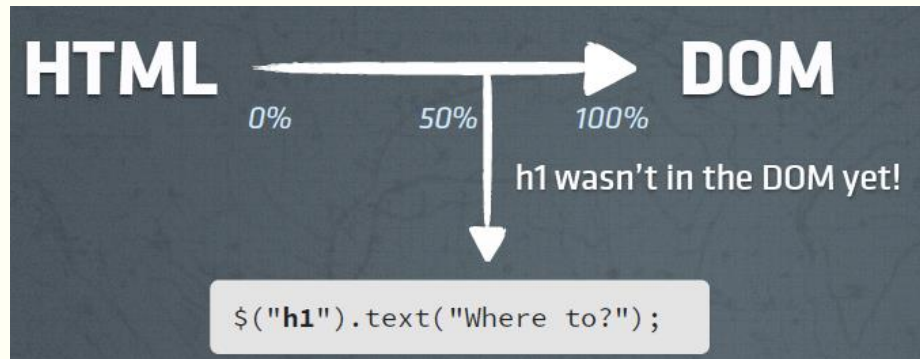 HTML DOM
0% 50% 100%
h1 wasn't in the DOM yet!
$("h1").text("Where to?");